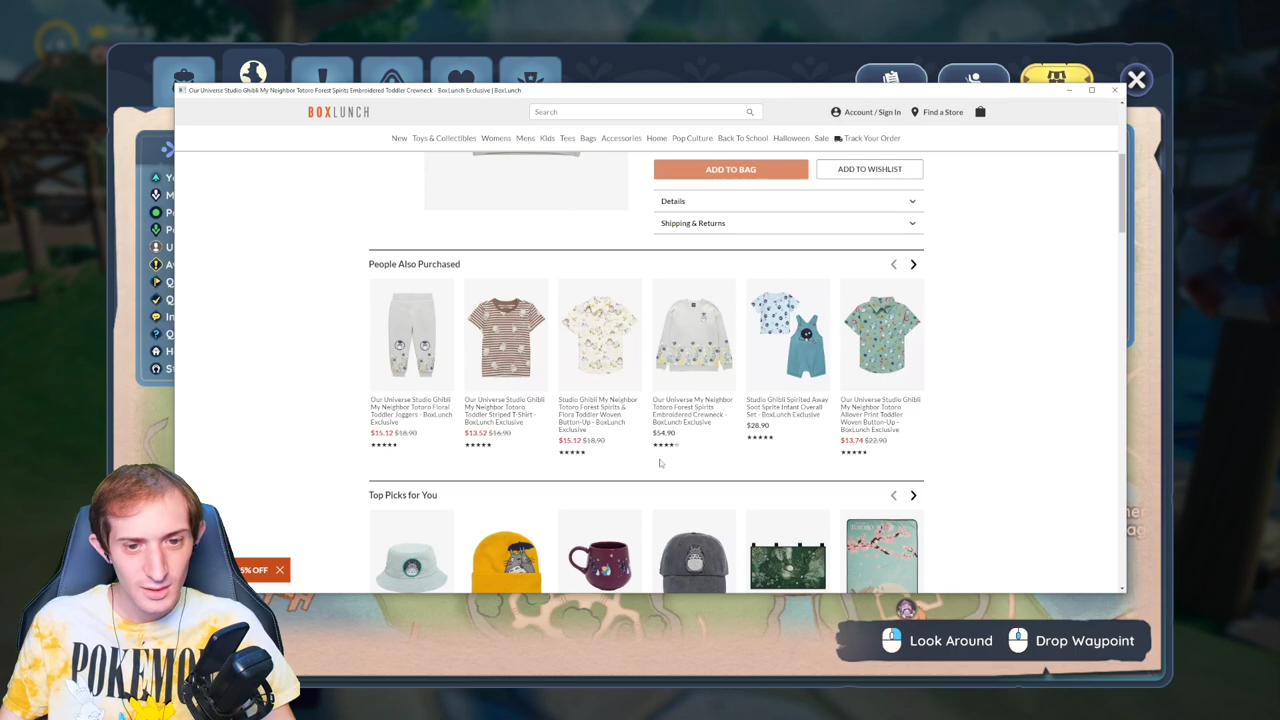 Our Universe Studio Ghibli My Neighbor Totoro Forest Spirits Embroidered Toddler Crewneck - BoxLunch Exclusive | BoxLunch
BOXLUNCH
Search
Account / Sign In
Find a Store
New Toys & Collectibles Womens Mens Kids Tees Bags Accessories Home Pop Culture Back To School Halloween Sale Track Your Order
ADD TO BAG
ADD TO WISHLIST
Details
Shipping & Returns
People Also Purchased
Our Universe Studio Ghibli
My Neighbor Totoro Floral
Toddler Joggers - BoxLunch
Exclusive
$15.12 $18.90
Our Universe Studio Ghibli
My Neighbor Totoro
Toddler Striped T-Shirt -
BoxLunch Exclusive
$13.52 $16.90
Studio Ghibli My Neighbor
Totoro Forest Spirits &
Flora Toddler Woven
Button-Up - BoxLunch
Exclusive
$15.12 $18.90
Our Universe My Neighbor
Totoro Forest Spirits
Embroidered Crewneck -
BoxLunch Exclusive
$54.90
Studio Ghibli Spirited Away
Soot Sprite Infant Overall
Set - BoxLunch Exclusive
$28.90
Our Universe Studio Ghibli
My Neighbor Totoro
Allover Print Toddler
Woven Button-Up -
BoxLunch Exclusive
$13.74 $22.90
Top Picks for You
5% OFF
Look Around
Drop Waypoint
POKÉMON